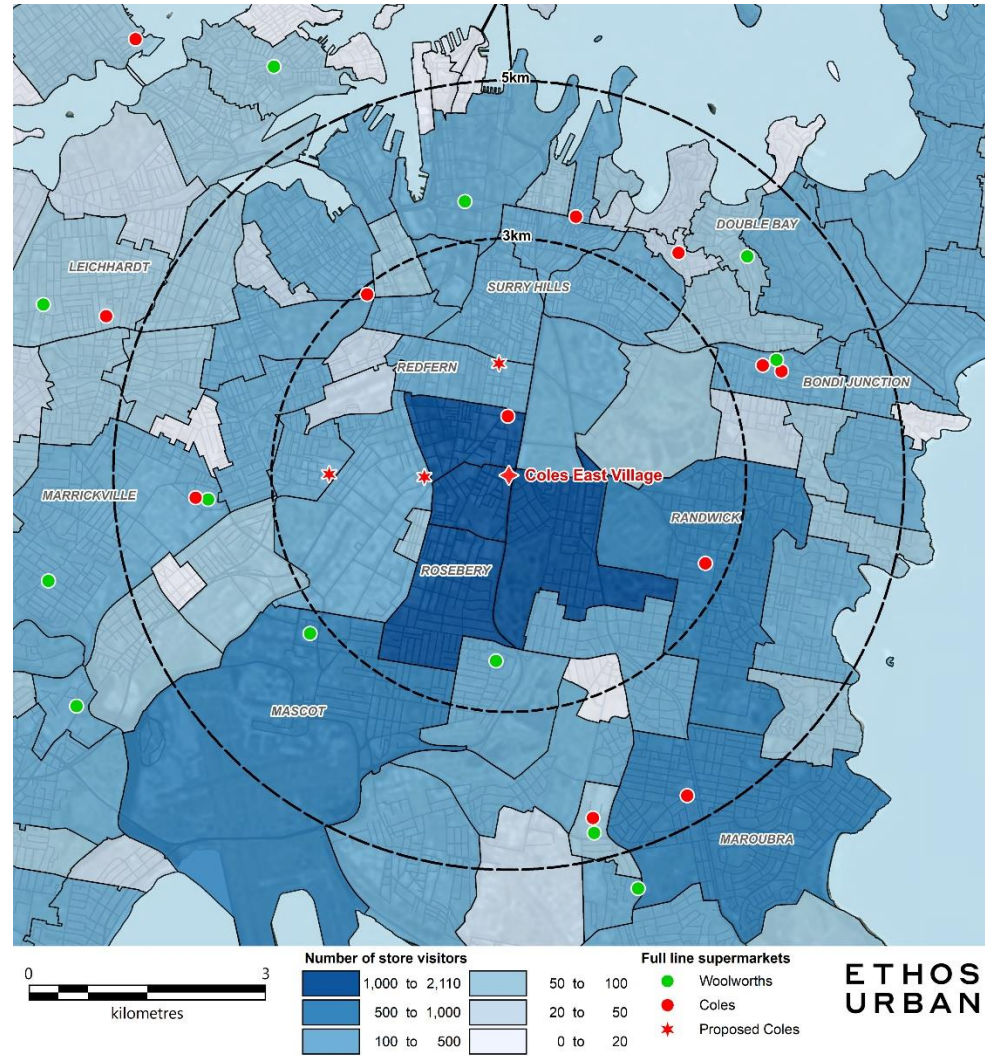 5km
3km
DOUBLE BAY
LEICHHARDT
SURRY HILLS
REDFERN
BONDI JUNCTION
Coles East Village
MARRICKVILLE
RANDWICK
ROSEBERY
MASCOT
MAROUBRA
0 3
kilometres
Number of store visitors
1,000 to 2,110
500 to 1,000
100 to 500
50 to 100
20 to 50
0 to 20
Full line supermarkets
Woolworths
Coles
Proposed Coles
ETHOS
URBAN